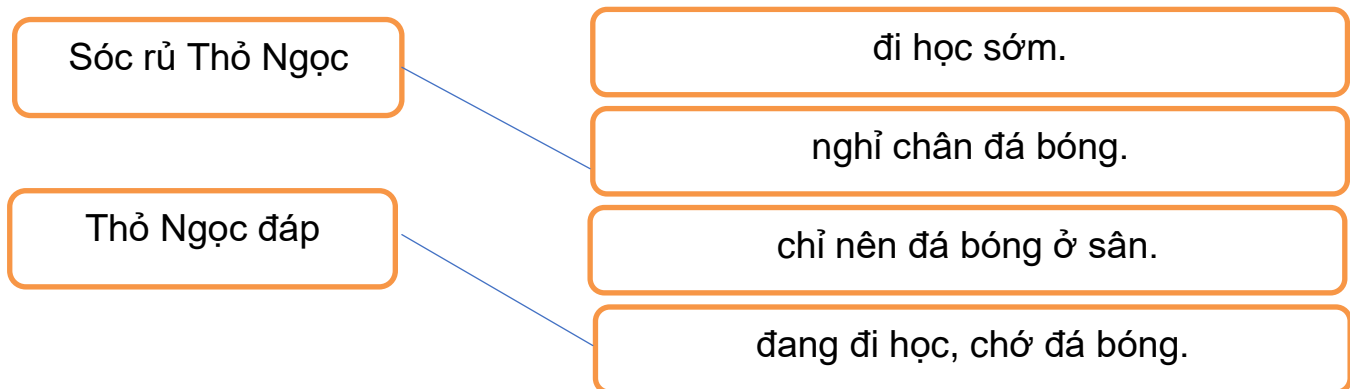 Sóc rủ Thỏ Ngọc
đi học sớm.
nghỉ chân đá bóng.
Thỏ Ngọc đáp
chỉ nên đá bóng ở sân.
đang đi học, chớ đá bóng.